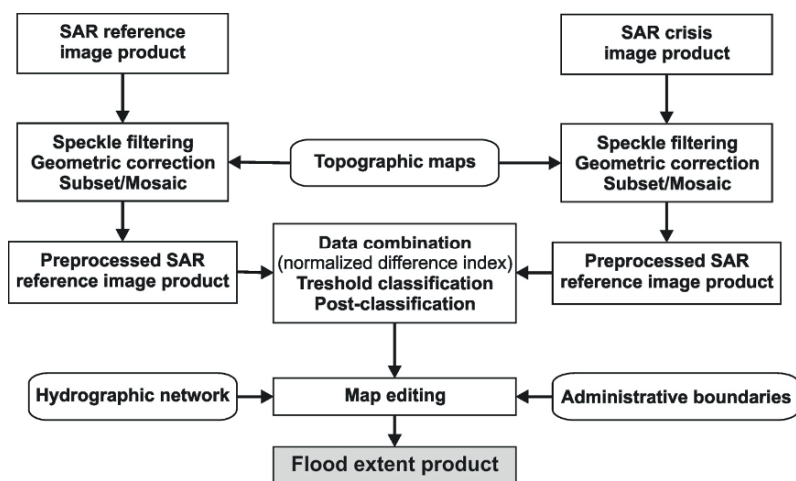 SAR reference
image product
SAR crisis
image product
Speckle filtering
Geometric correction
Subset/Mosaic
Topographic maps
Speckle filtering
Geometric correction
Subset/Mosaic
Preprocessed SAR
reference image product
Data combination
(normalized difference index)
Treshold classification
Post-classification
Preprocessed SAR
reference image product
Hydrographic network
Map editing
Administrative boundaries
Flood extent product